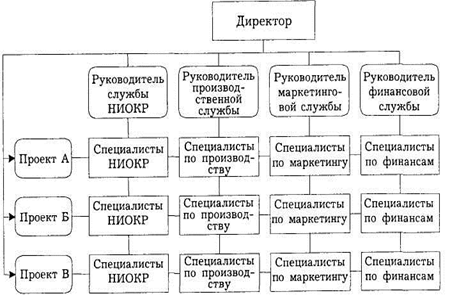 Директор
Руководитель
службы
НИОКР
Руководитель
производ-
ственной
службы
Руководитель
маркетинго-
вой службы
Руководитель
финансовой
службы
Проект А
Специалисты
НИОКР
Специалисты
по производ-
ству
Специалисты
по маркетингу
Специалисты
по финансам
Проект Б
Специалисты
НИОКР
Специалисты
по производ-
ству
Специалисты
по маркетингу
Специалисты
по финансам
Проект В
Специалисты
НИОКР
Специалисты
по производ-
ству
Специалисты
по маркетингу
Специалисты
по финансам